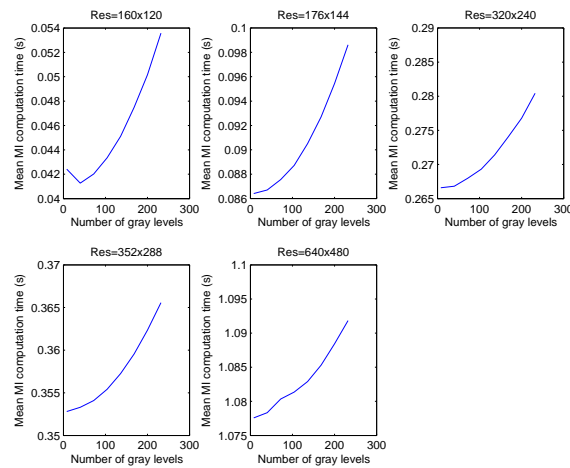 Res=160x120
0.054
0.052
0.05
0.048
0.046
0.044
0.042
0.04
0 100 200 300
Number of gray levels
Mean MI computation time (s)
Res=176x144
0.1
0.098
0.096
0.094
0.092
0.09
0.088
0.086
0 100 200 300
Number of gray levels
Mean MI computation time (s)
Res=320x240
0.29
0.285
0.28
0.275
0.27
0.265
0 100 200 300
Number of gray levels
Mean MI computation time (s)
Res=352x288
0.37
0.365
0.36
0.355
0.35
0 100 200 300
Number of gray levels
Mean MI computation time (s)
Res=640x480
1.1
1.095
1.09
1.085
1.08
1.075
0 100 200 300
Number of gray levels
Mean MI computation time (s)